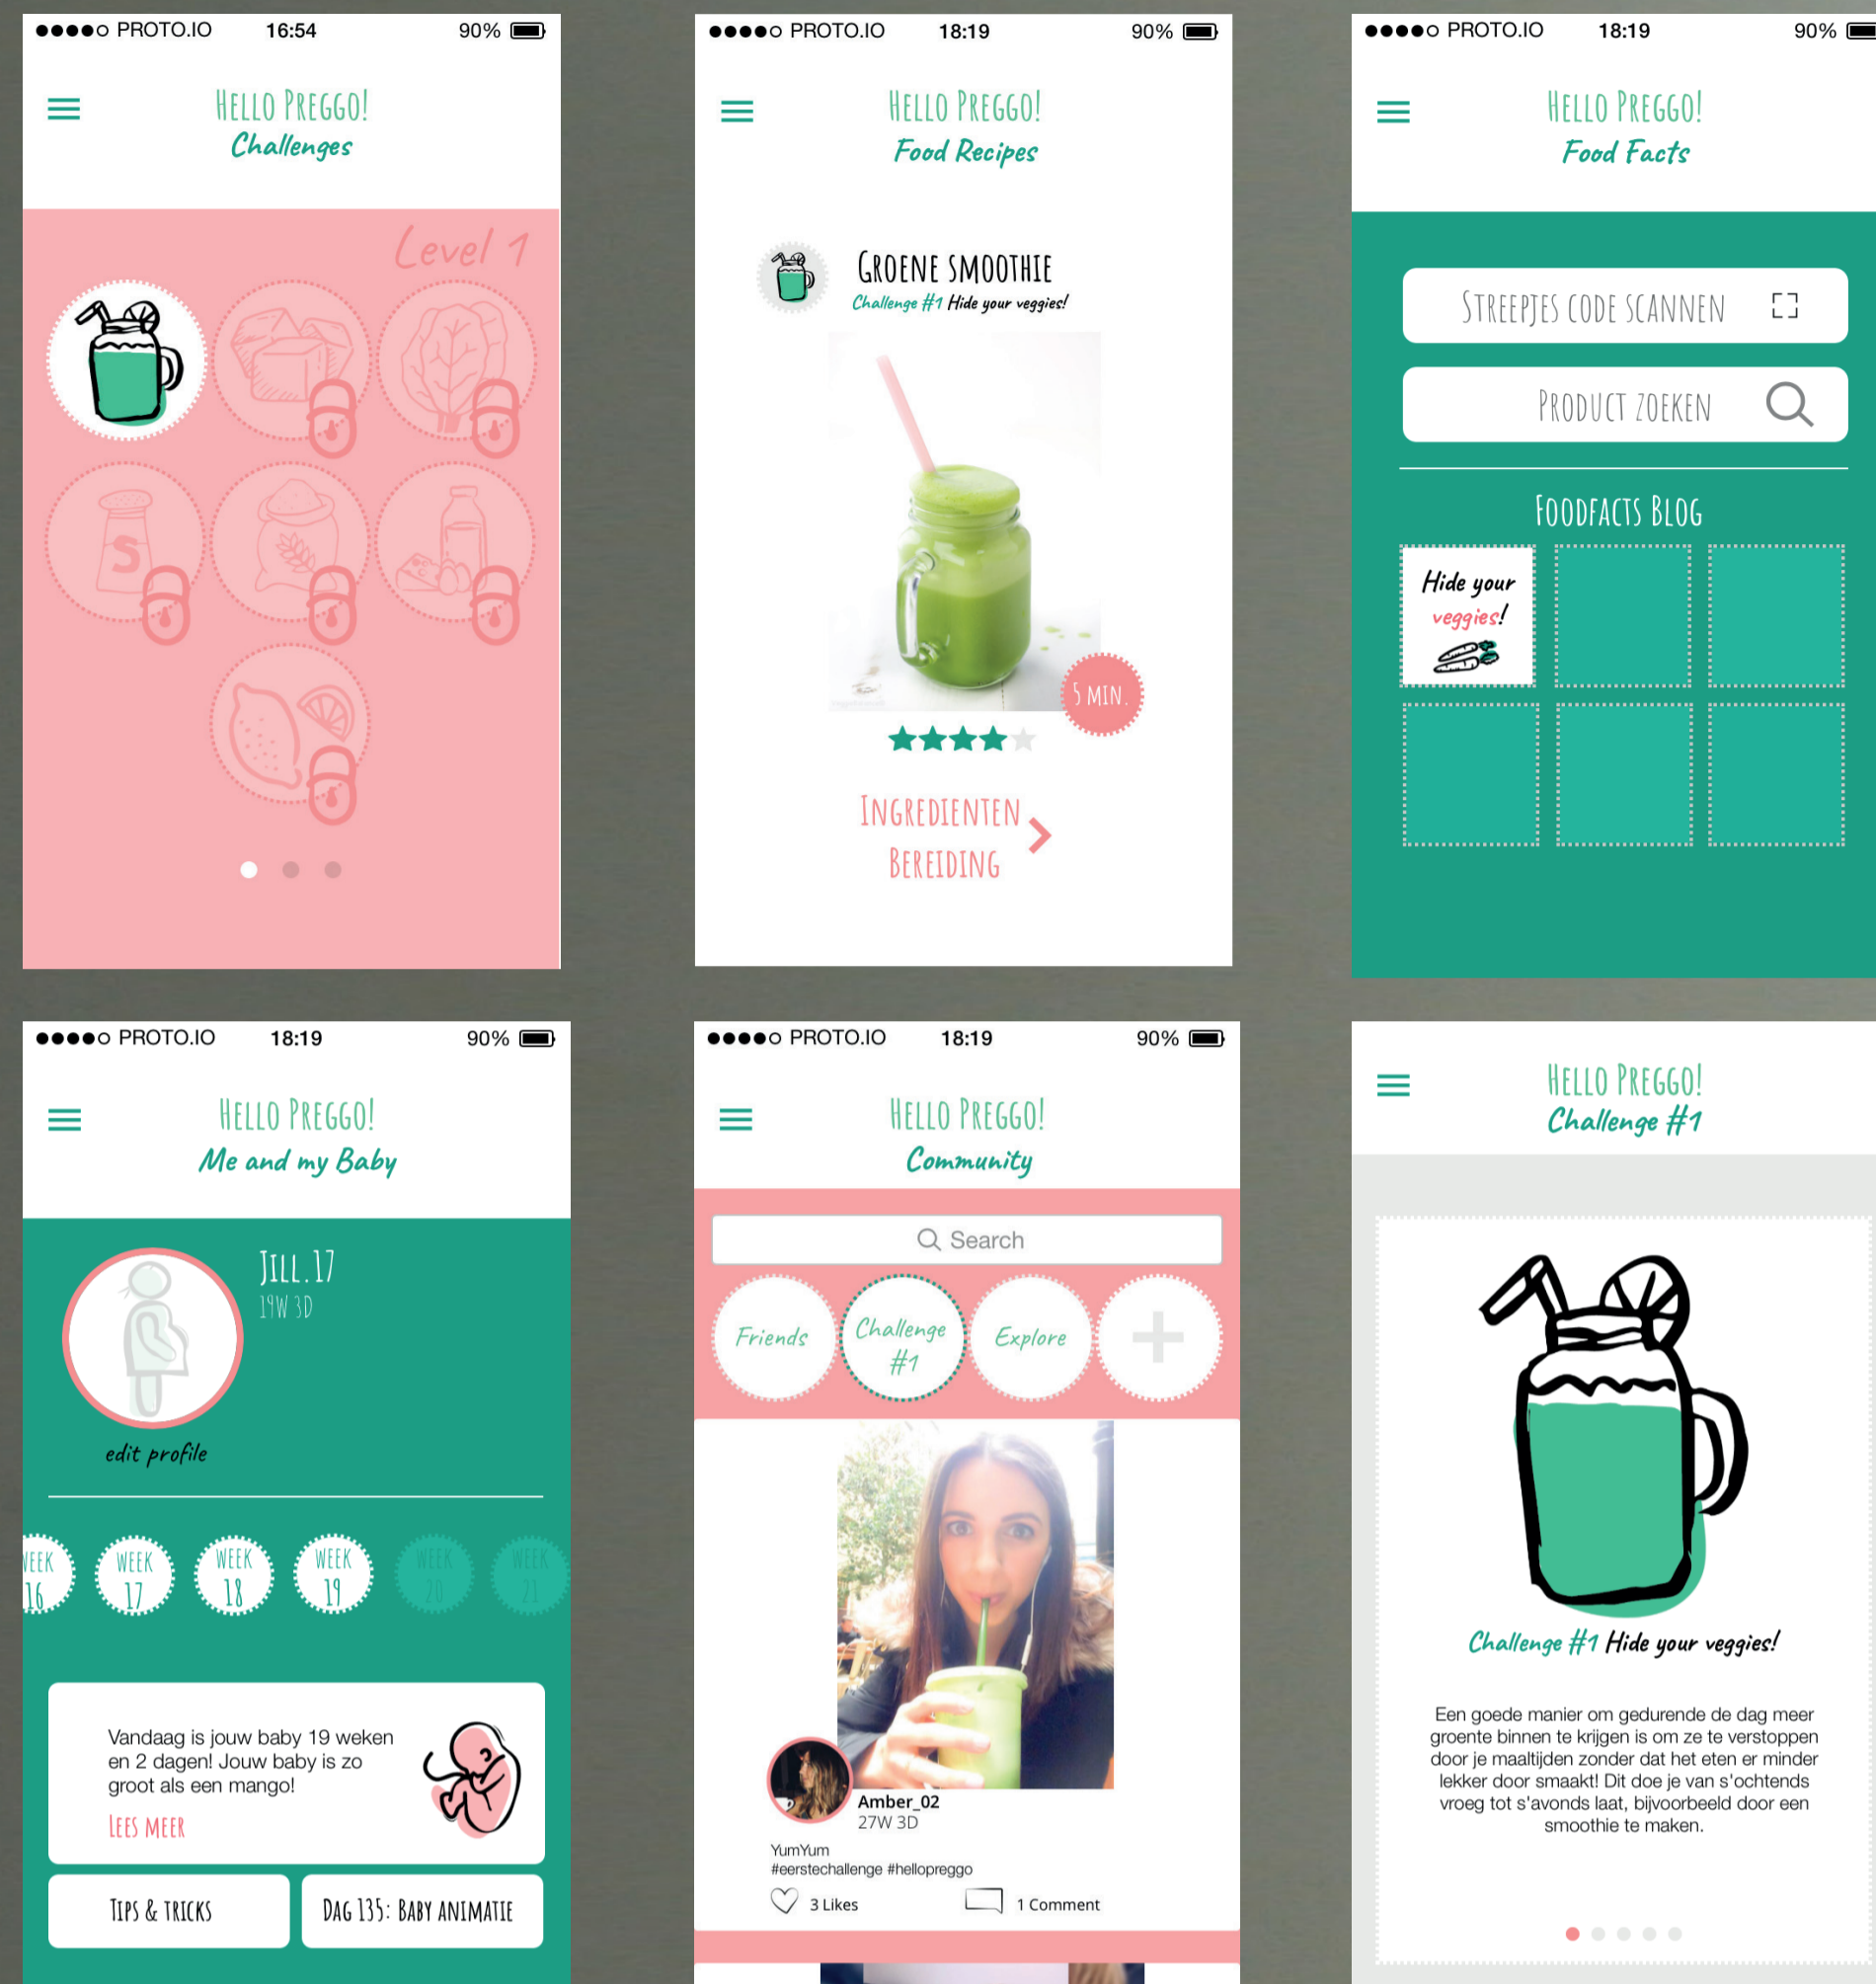 PROTO.IO 16:54 90%
HELLO PREGGO!
Challenges
Level 1
S
PROTO.IO 18:19 90%
HELLO PREGGO!
Food Recipes
GROENE SMOOTHIE
Challenge #1 Hide your veggies!
5 MIN.
INGREDIENTEN
BEREIDING
PROTO.IO 18:19 90%
HELLO PREGGO!
Food Facts
STREEPJES CODE SCANNEN
PRODUCT ZOEKEN
FOODFACTS BLOG
Hide your
veggies!
PROTO.IO 18:19 90%
HELLO PREGGO!
Me and my Baby
JILL.17
19W 3D
edit profile
WEEK 16
WEEK 17
WEEK 18
WEEK 19
WEEK 20
WEEK 21
Vandaag is jouw baby 19 weken
en 2 dagen! Jouw baby is zo
groot als een mango!
LEES MEER
TIPS & TRICKS
DAG 135: BABY ANIMATIE
PROTO.IO 18:19 90%
HELLO PREGGO!
Community
Search
Friends
Challenge
#1
Explore
Amber_02
27W 3D
YumYum
#eerstechallenge #hellopreggo
3 Likes
1 Comment
HELLO PREGGO!
Challenge #1
Challenge #1 Hide your veggies!
Een goede manier om gedurende de dag meer
groente binnen te krijgen is om ze te verstoppen
door je maaltijden zonder dat het eten er minder
lekker door smaakt! Dit doe je van s'ochtends
vroeg tot s'avonds laat, bijvoorbeeld door een
smoothie te maken.